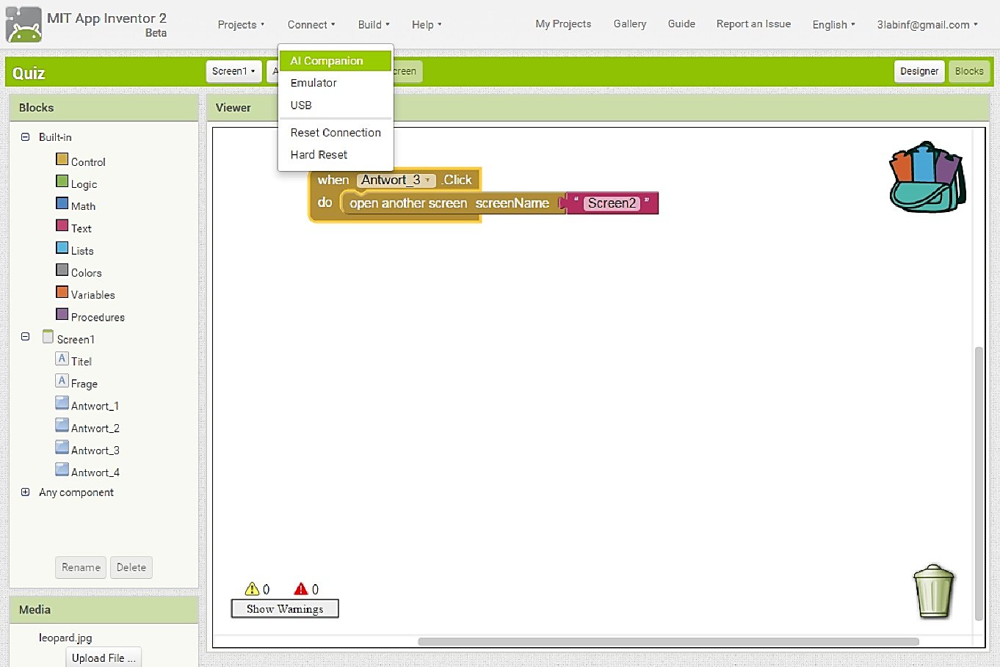 MIT App Inventor 2
Beta
Projects Connect Build Help My Projects Gallery Guide Report an Issue English 3labinf@gmail.com
Quiz Screen1 A creen Designer Blocks
AI Companion
Emulator
USB
Reset Connection
Hard Reset
Blocks
Built-in
Control
Logic
Math
Text
Lists
Colors
Variables
Procedures
Screen1
Titel
Frage
Antwort_1
Antwort_2
Antwort_3
Antwort_4
Any component
Rename Delete
Media
leopard.jpg
Upload File ...
Viewer
when Antwort_3 .Click
do open another screen screenName " Screen2 "
0 0
Show Warnings